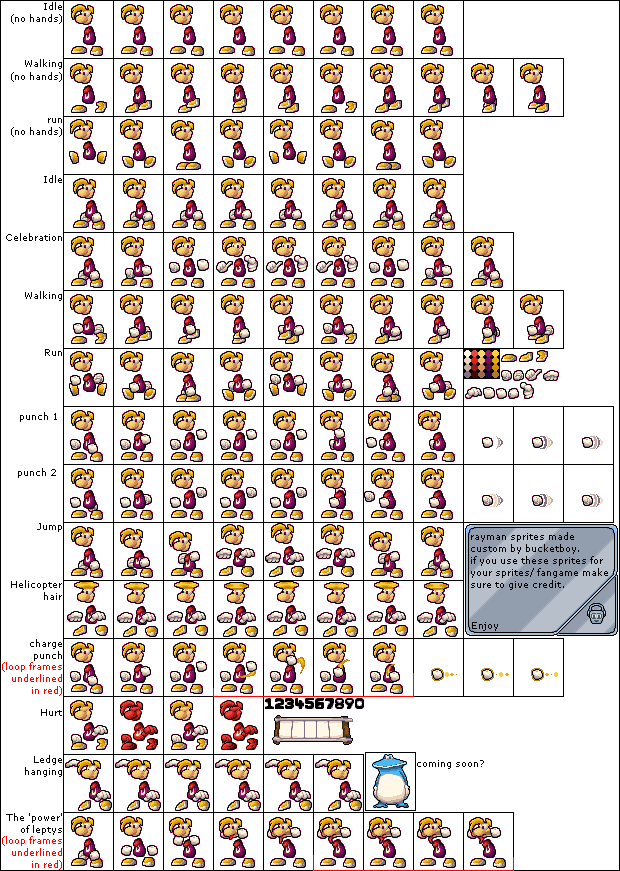 Idle
(no hands)
Walking
(no hands)
run
(no hands)
Idle
Celebration
Walking
Run
punch 1
punch 2
Jump
rayman sprites made
custom by bucketboy.
if you use these sprites for
your sprites/ fangame make
sure to give credit.
Enjoy
Helicopter
hair
charge
punch
(loop frames
underlined
in red)
Hurt
1234567890
Ledge
hanging
coming soon?
The 'power'
of leptys
(loop frames
underlined
in red)